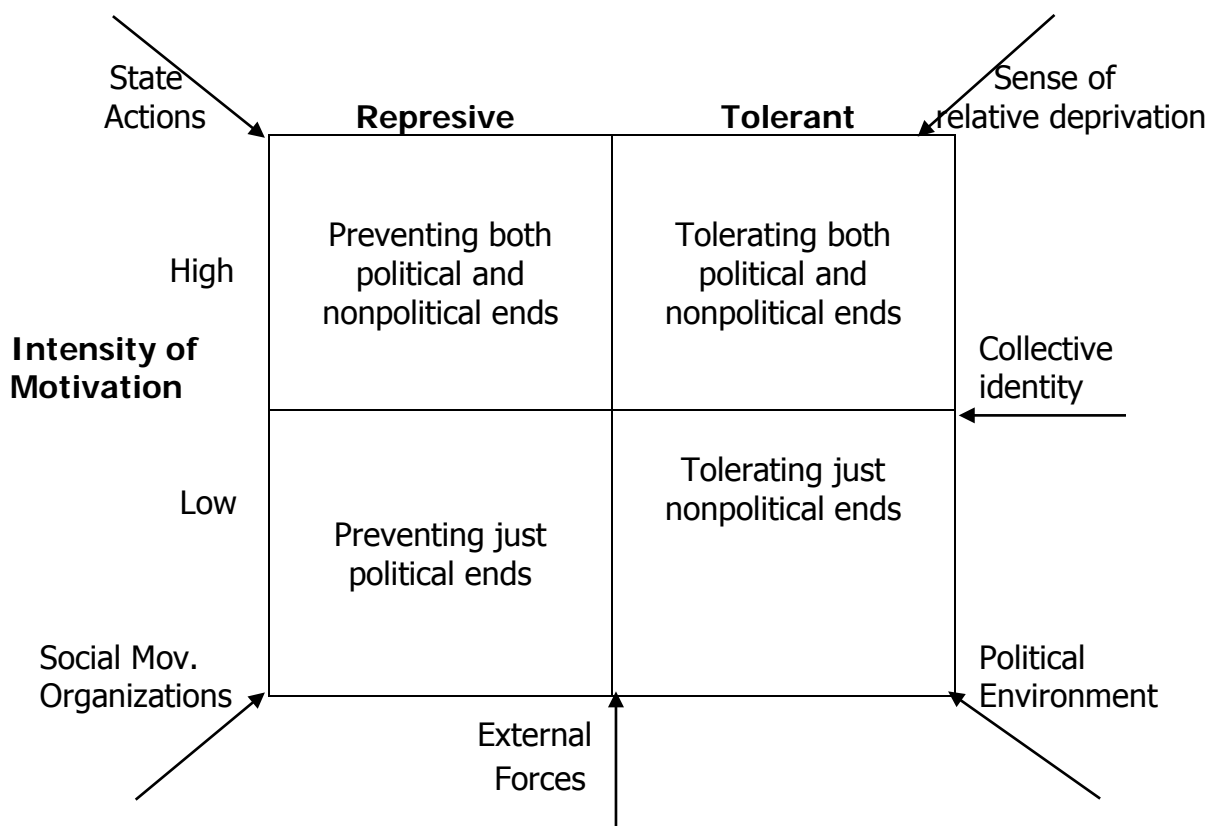 State
Actions
Sense of
relative deprivation
Represive
Tolerant
Preventing both
political and
nonpolitical ends
Tolerating both
political and
nonpolitical ends
High
Intensity of
Motivation
Collective
identity
Low
Preventing just
political ends
Tolerating just
nonpolitical ends
Social Mov.
Organizations
Political
Environment
External
Forces